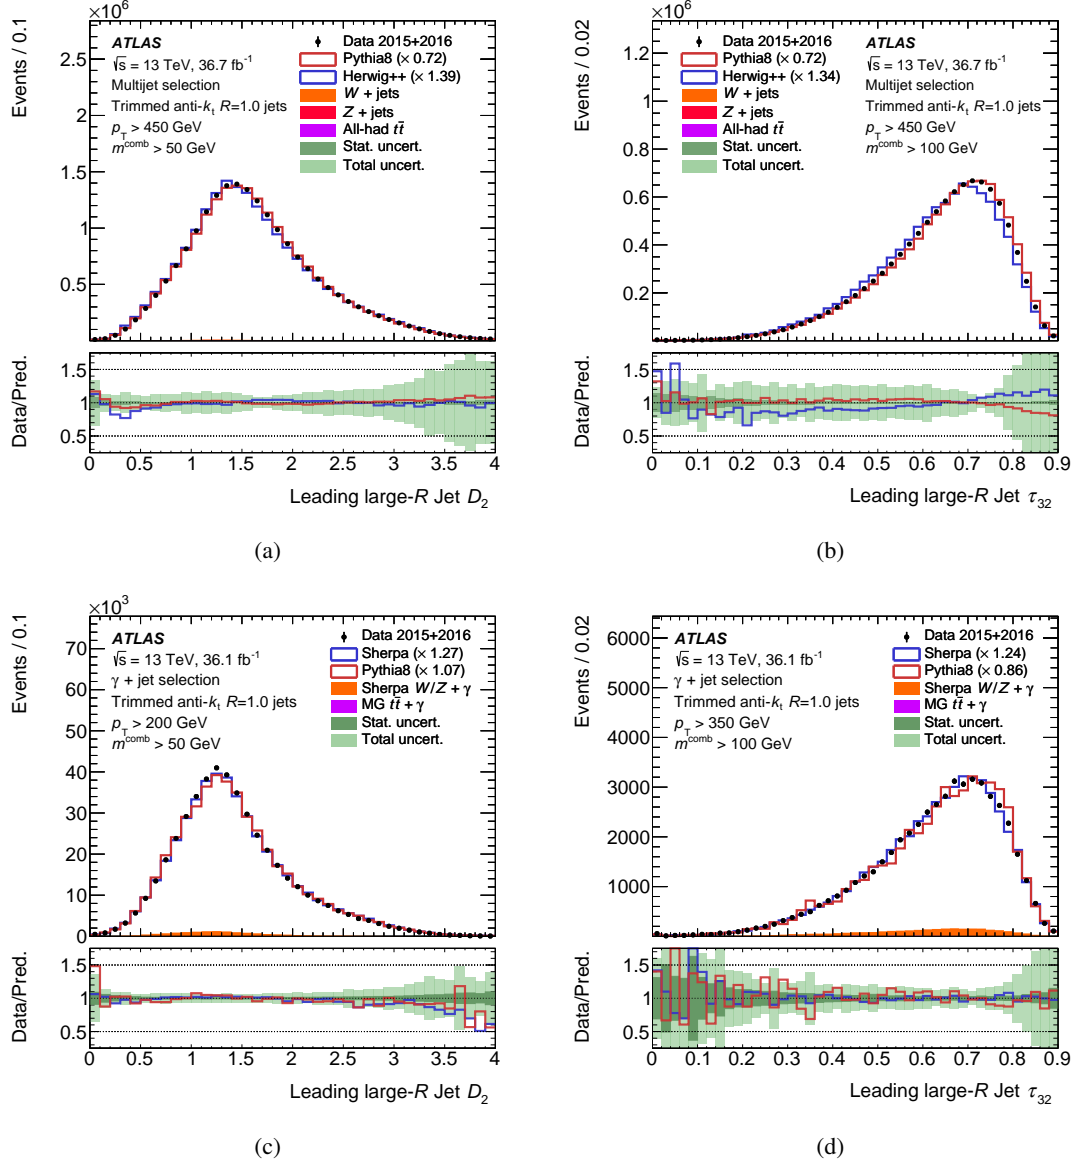 ×10⁶
Events / 0.1
2.5
2
1.5
1
0.5
0
ATLAS
√s = 13 TeV, 36.7 fb⁻¹
Multijet selection
Trimmed anti-kₜ R=1.0 jets
p_T > 450 GeV
m^comb > 50 GeV
Data 2015+2016
Pythia8 (× 0.72)
Herwig++ (× 1.39)
W + jets
Z + jets
All-had tt̄
Stat. uncert.
Total uncert.
Data/Pred.
1.5
1
0.5
0 0.5 1 1.5 2 2.5 3 3.5 4
Leading large-R Jet D₂
(a)
×10⁶
Events / 0.02
1.2
1
0.8
0.6
0.4
0.2
0
Data 2015+2016
Pythia8 (× 0.72)
Herwig++ (× 1.34)
W + jets
Z + jets
All-had tt̄
Stat. uncert.
Total uncert.
ATLAS
√s = 13 TeV, 36.7 fb⁻¹
Multijet selection
Trimmed anti-kₜ R=1.0 jets
p_T > 450 GeV
m^comb > 100 GeV
Data/Pred.
1.5
1
0.5
0 0.1 0.2 0.3 0.4 0.5 0.6 0.7 0.8 0.9
Leading large-R Jet τ₃₂
(b)
×10³
Events / 0.1
70
60
50
40
30
20
10
0
ATLAS
√s = 13 TeV, 36.1 fb⁻¹
γ + jet selection
Trimmed anti-kₜ R=1.0 jets
p_T > 200 GeV
m^comb > 50 GeV
Data 2015+2016
Sherpa (× 1.27)
Pythia8 (× 1.07)
Sherpa W/Z + γ
MG tt̄ + γ
Stat. uncert.
Total uncert.
Data/Pred.
1.5
1
0.5
0 0.5 1 1.5 2 2.5 3 3.5 4
Leading large-R Jet D₂
(c)
Events / 0.02
6000
5000
4000
3000
2000
1000
0
ATLAS
√s = 13 TeV, 36.1 fb⁻¹
γ + jet selection
Trimmed anti-kₜ R=1.0 jets
p_T > 350 GeV
m^comb > 100 GeV
Data 2015+2016
Sherpa (× 1.24)
Pythia8 (× 0.86)
Sherpa W/Z + γ
MG tt̄ + γ
Stat. uncert.
Total uncert.
Data/Pred.
1.5
1
0.5
0 0.1 0.2 0.3 0.4 0.5 0.6 0.7 0.8 0.9
Leading large-R Jet τ₃₂
(d)